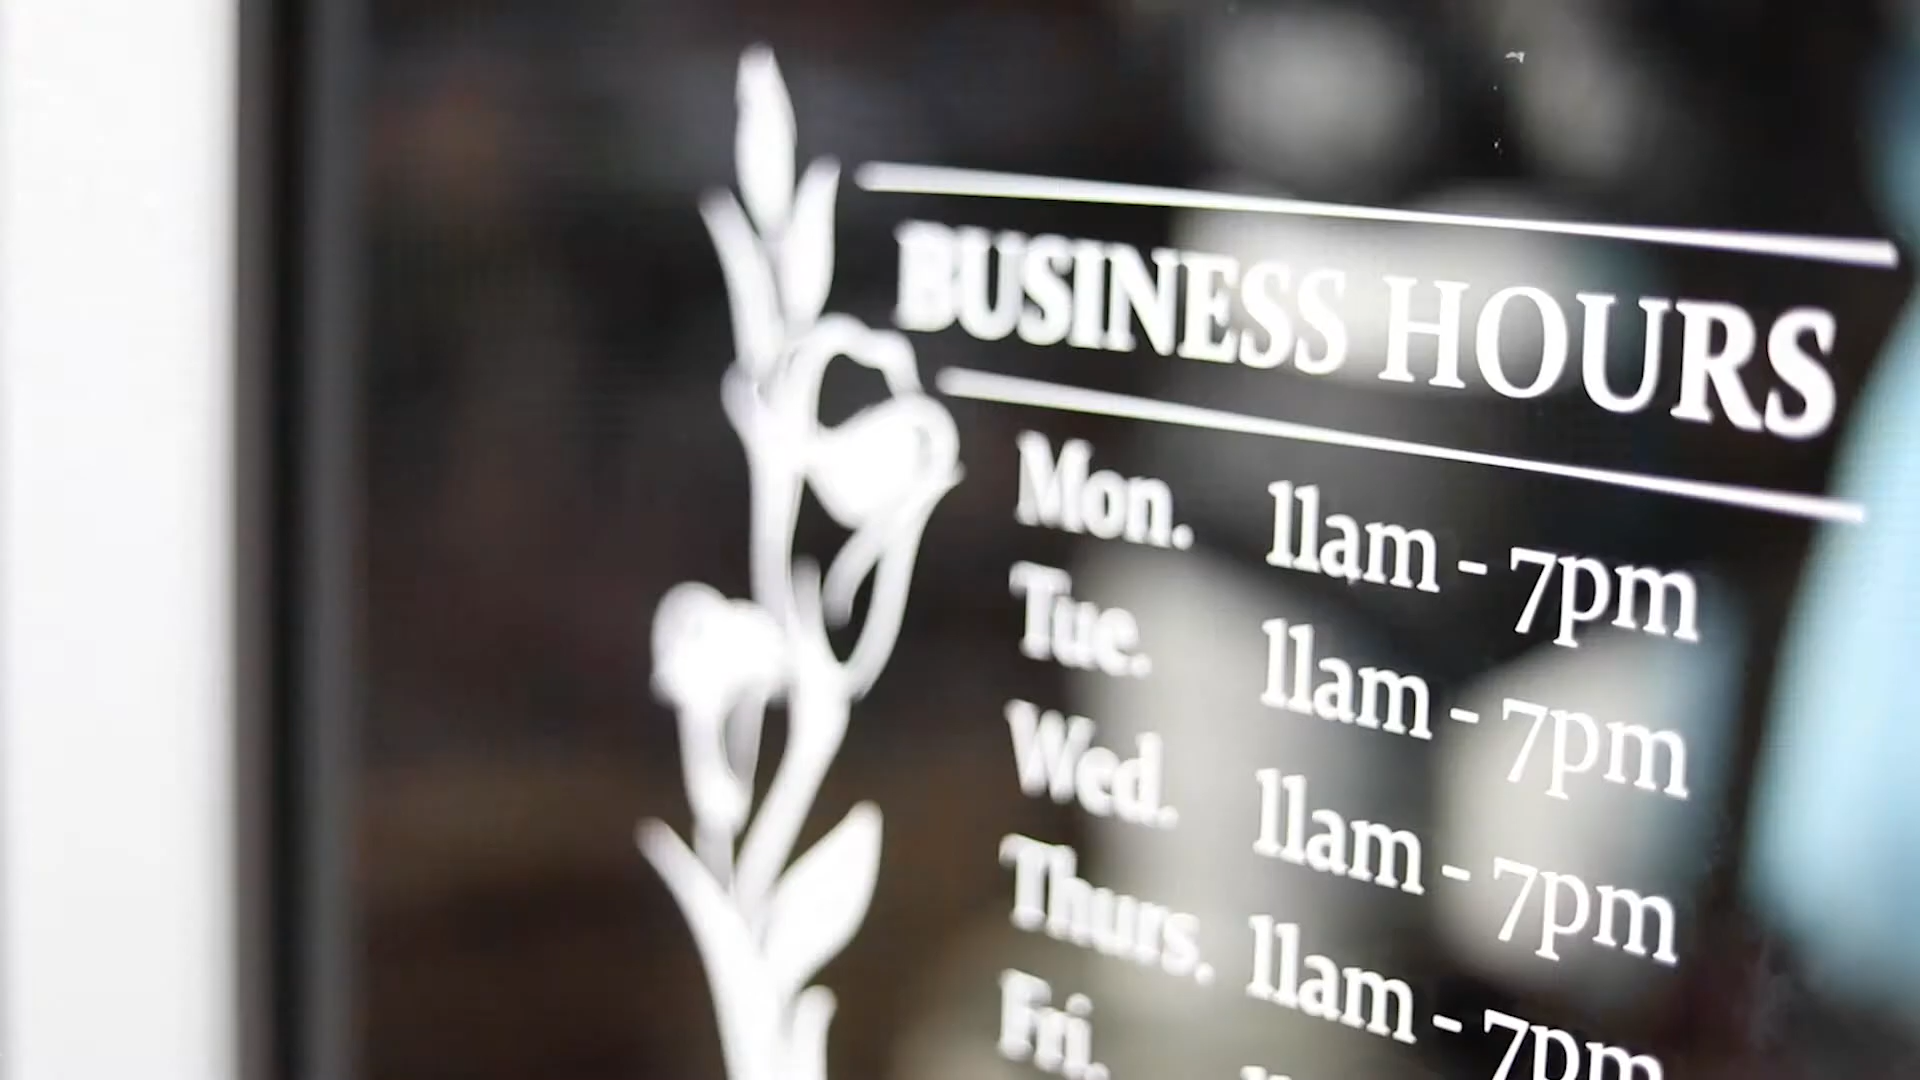 BUSINESS HOURS
Mon. 11am - 7pm
Tue. 11am - 7pm
Wed. 11am - 7pm
Thurs. 11am - 7pm
Fri.